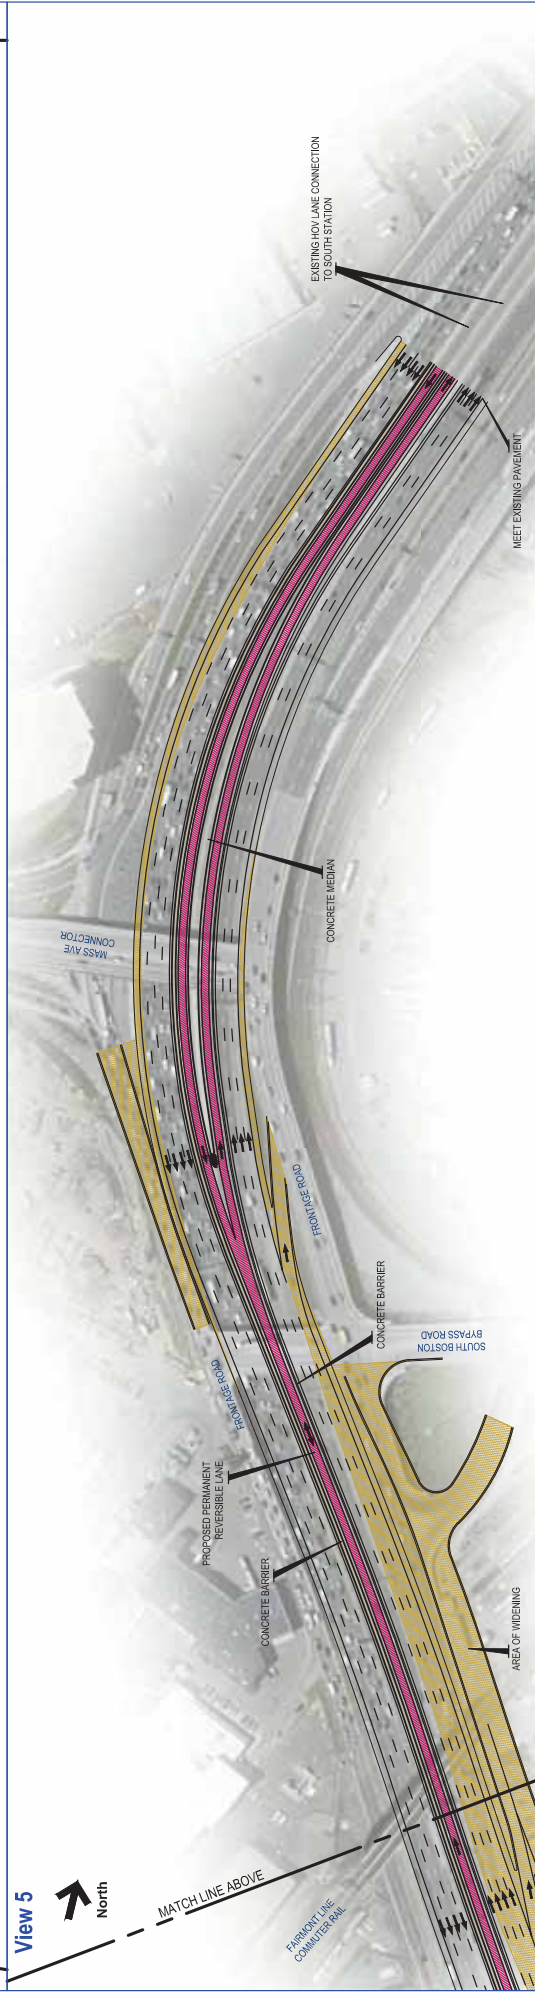 View 5
North
MATCH LINE ABOVE
FAIRMONT LINE
COMMUTER RAIL
CONCRETE BARRIER
PROPOSED PERMANENT
REVERSIBLE LANE
FRONTAGE ROAD
AREA OF WIDENING
SOUTH BOSTON
BYPASS ROAD
CONCRETE BARRIER
FRONTAGE ROAD
MASS AVE
CONNECTOR
CONCRETE MEDIAN
MEET EXISTING PAVEMENT
EXISTING HOV LANE CONNECTION
TO SOUTH STATION